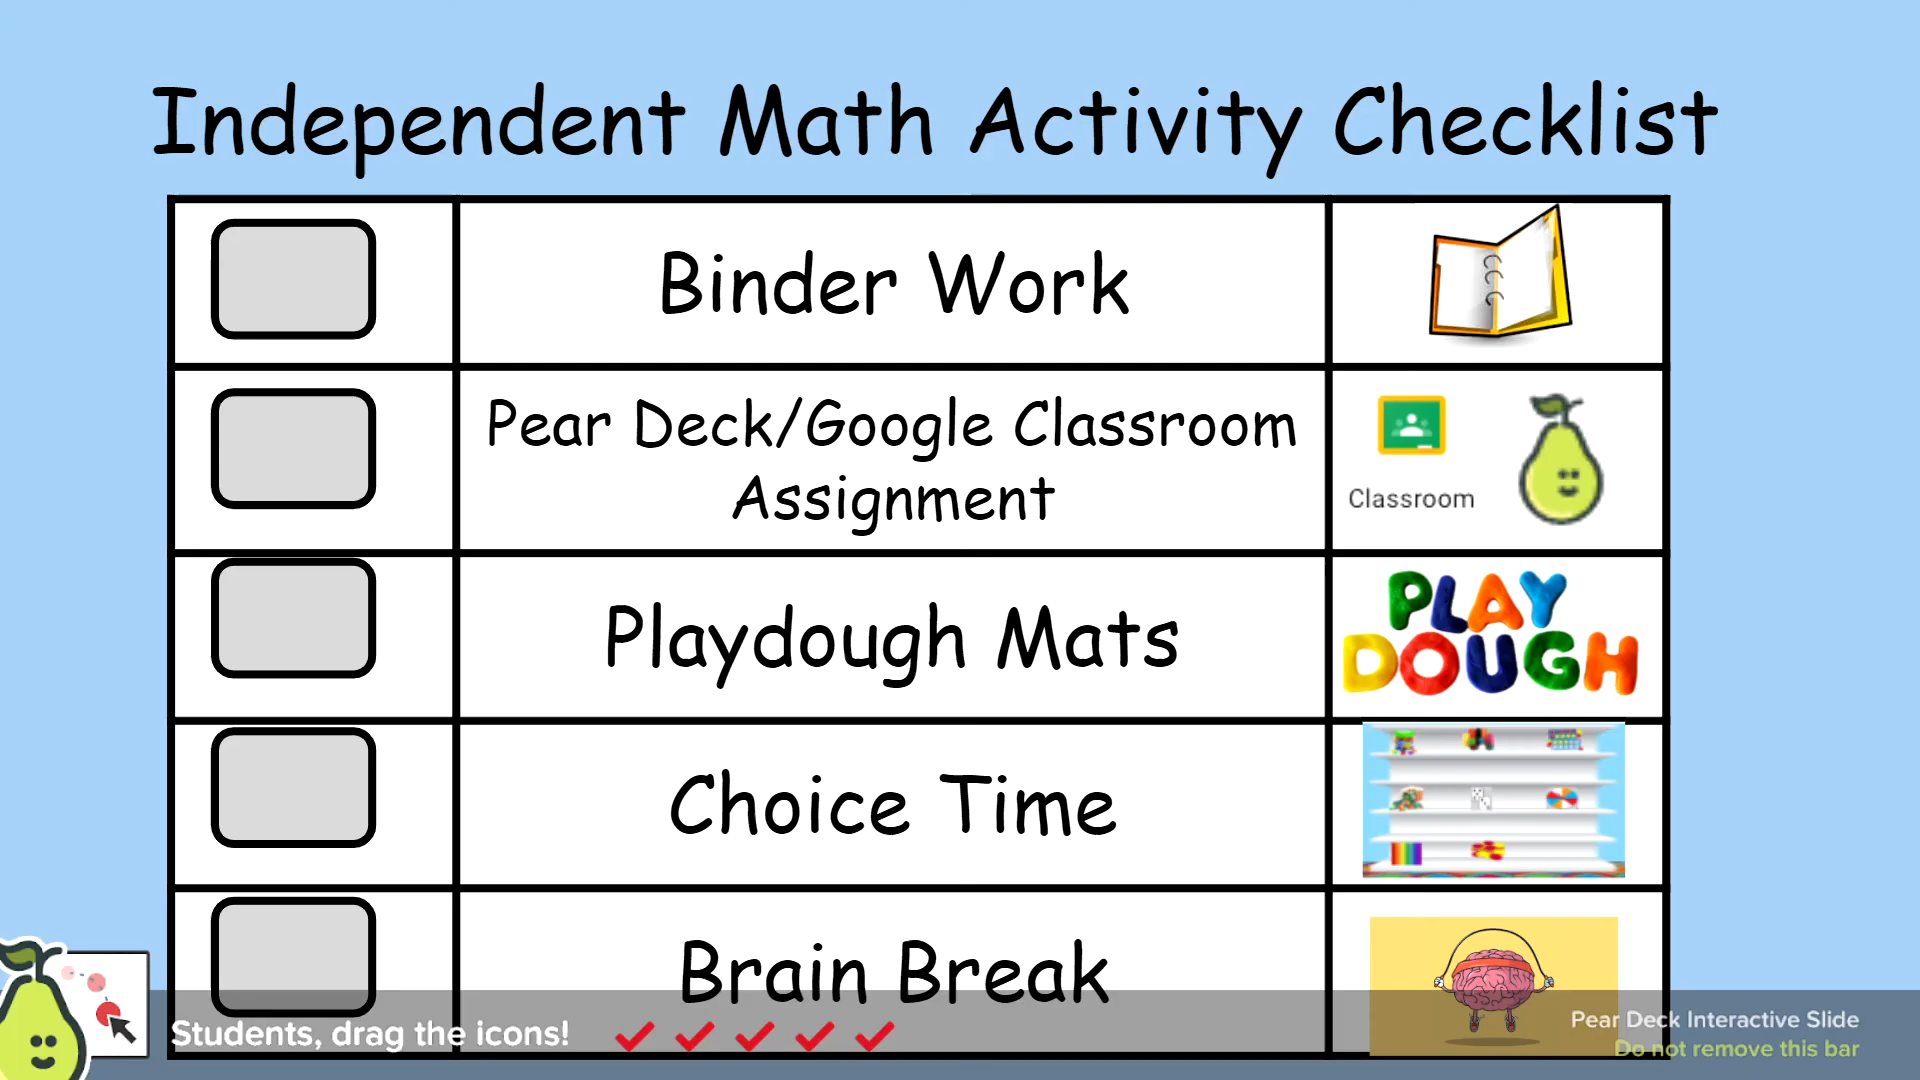 Independent Math Activity Checklist
Binder Work
Pear Deck/Google Classroom
Assignment
Classroom
Playdough Mats
PLAY
DOUGH
Choice Time
Brain Break
Students, drag the icons!
Pear Deck Interactive Slide
Do not remove this bar